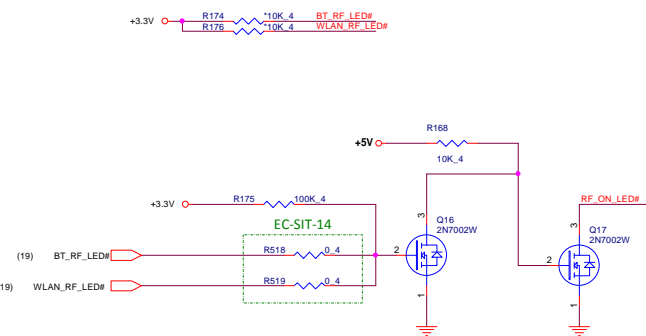 +3.3V R174 *10K_4 BT_RF_LED#
R176 *10K_4 WLAN_RF_LED#
R168
+5V
10K_4
+3.3V R175 100K_4
RF_ON_LED#
EC-SIT-14
3 Q16
2N7002W
3 Q17
2N7002W
(19) BT_RF_LED# R518 0_4 2
2
19) WLAN_RF_LED# R519 0_4
1
1